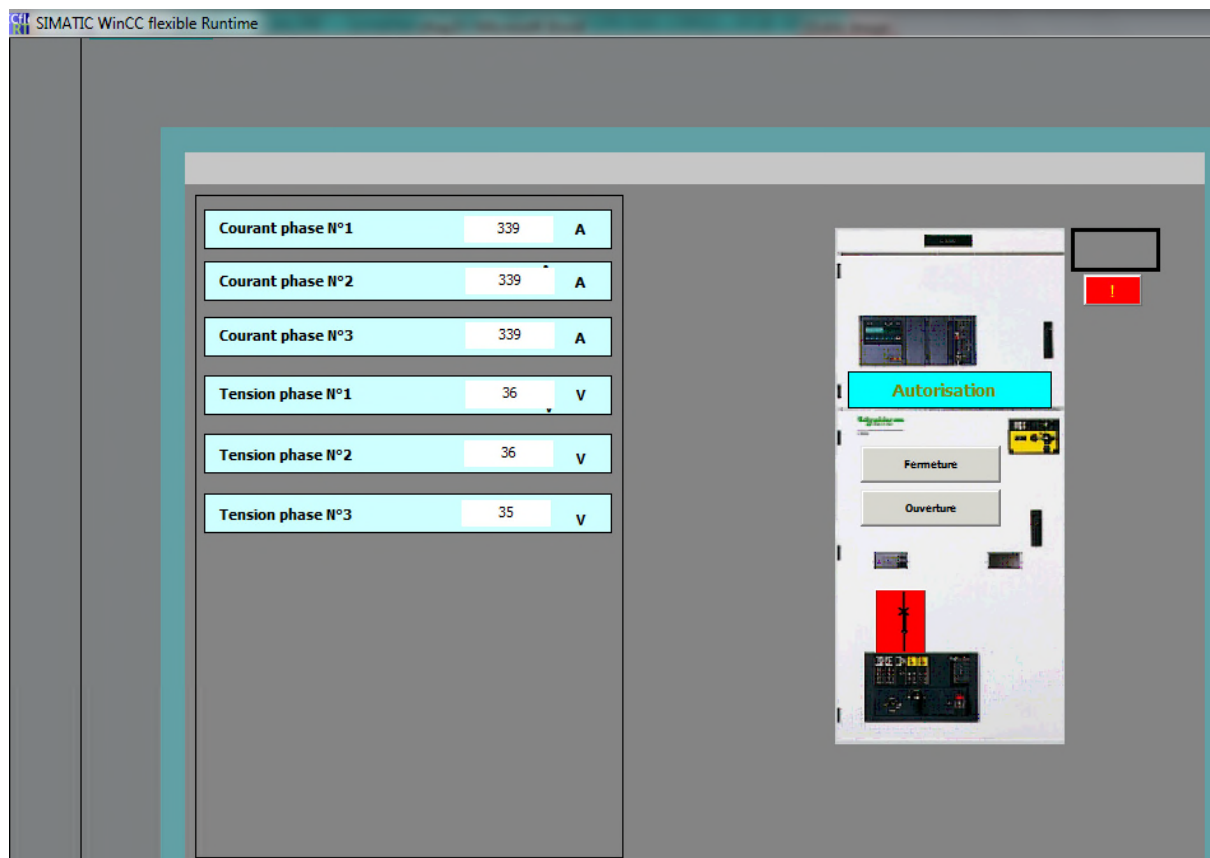 SIMATIC WinCC flexible Runtime
Courant phase N°1 339 A
Courant phase N°2 339 A
Courant phase N°3 339 A
Tension phase N°1 36 V
Tension phase N°2 36 V
Tension phase N°3 35 V
!
Autorisation
Fermeture
Ouverture